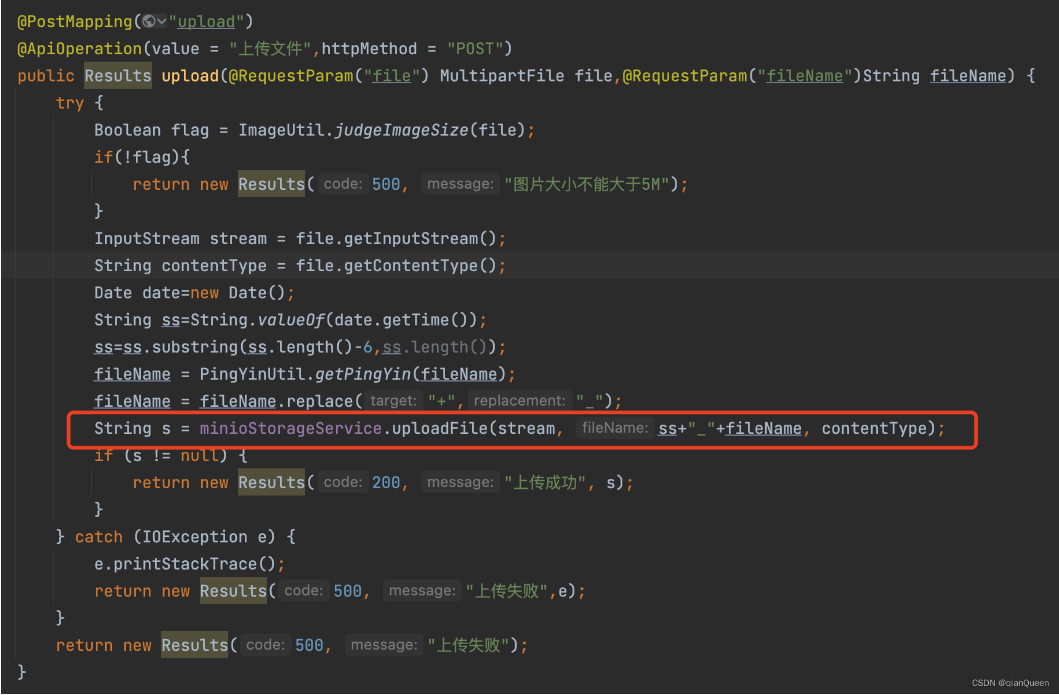 @PostMapping("upload")
@ApiOperation(value = "上传文件",httpMethod = "POST")
public Results upload(@RequestParam("file") MultipartFile file,@RequestParam("fileName")String fileName) {
try {
Boolean flag = ImageUtil.judgeImageSize(file);
if(!flag){
return new Results( code: 500, message: "图片大小不能大于5M");
}
InputStream stream = file.getInputStream();
String contentType = file.getContentType();
Date date=new Date();
String ss=String.valueOf(date.getTime());
ss=ss.substring(ss.length()-6,ss.length());
fileName = PingYinUtil.getPingYin(fileName);
fileName = fileName.replace( target: "+", replacement: "_");
String s = minioStorageService.uploadFile(stream, fileName: ss+"_"+fileName, contentType);
if (s != null) {
return new Results( code: 200, message: "上传成功", s);
}
} catch (IOException e) {
e.printStackTrace();
return new Results( code: 500, message: "上传失败",e);
}
return new Results( code: 500, message: "上传失败");
}
CSDN @qianQueen